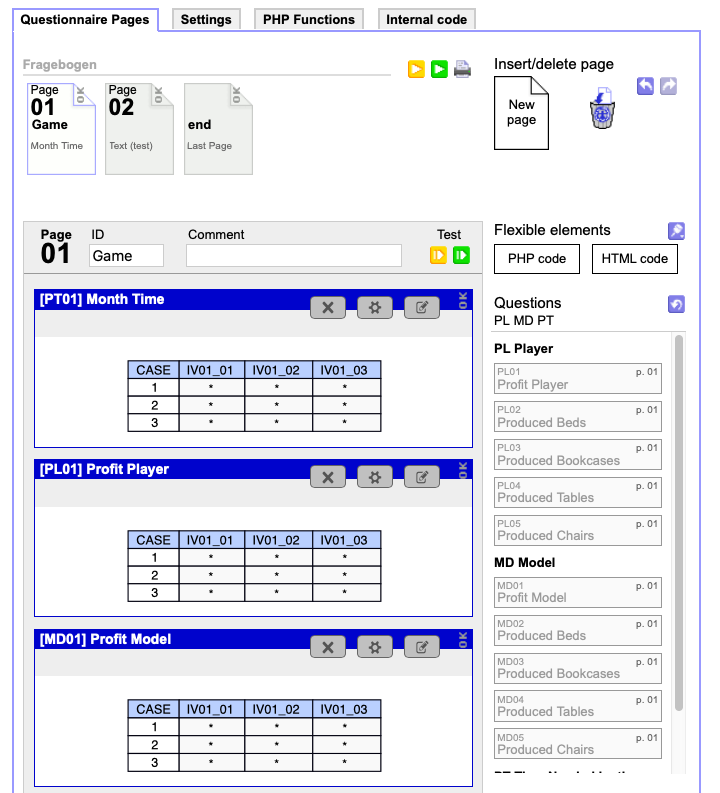 Questionnaire Pages Settings PHP Functions Internal code
Fragebogen
Insert/delete page
Page OK
01
Game
Month Time
Page OK
02
Text (test)
OK
end
Last Page
New
page
Page ID Comment Test
01 Game
Flexible elements
PHP code HTML code
Questions
PL MD PT
[PT01] Month Time OK
CASE IV01_01 IV01_02 IV01_03
1 * * *
2 * * *
3 * * *
[PL01] Profit Player OK
CASE IV01_01 IV01_02 IV01_03
1 * * *
2 * * *
3 * * *
[MD01] Profit Model OK
CASE IV01_01 IV01_02 IV01_03
1 * * *
2 * * *
3 * * *
PL Player
PL01 p. 01
Profit Player
PL02 p. 01
Produced Beds
PL03 p. 01
Produced Bookcases
PL04 p. 01
Produced Tables
PL05 p. 01
Produced Chairs
MD Model
MD01 p. 01
Profit Model
MD02 p. 01
Produced Beds
MD03 p. 01
Produced Bookcases
MD04 p. 01
Produced Tables
MD05 p. 01
Produced Chairs